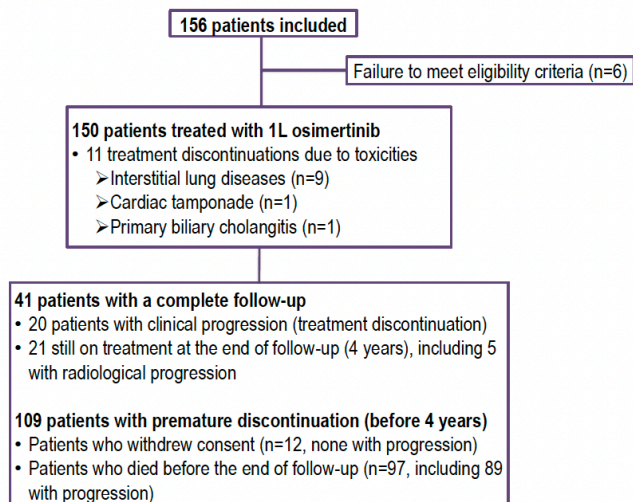 156 patients included
Failure to meet eligibility criteria (n=6)
150 patients treated with 1L osimertinib
• 11 treatment discontinuations due to toxicities
➢Interstitial lung diseases (n=9)
➢Cardiac tamponade (n=1)
➢Primary biliary cholangitis (n=1)
41 patients with a complete follow-up
• 20 patients with clinical progression (treatment discontinuation)
• 21 still on treatment at the end of follow-up (4 years), including 5
with radiological progression
109 patients with premature discontinuation (before 4 years)
• Patients who withdrew consent (n=12, none with progression)
• Patients who died before the end of follow-up (n=97, including 89
with progression)